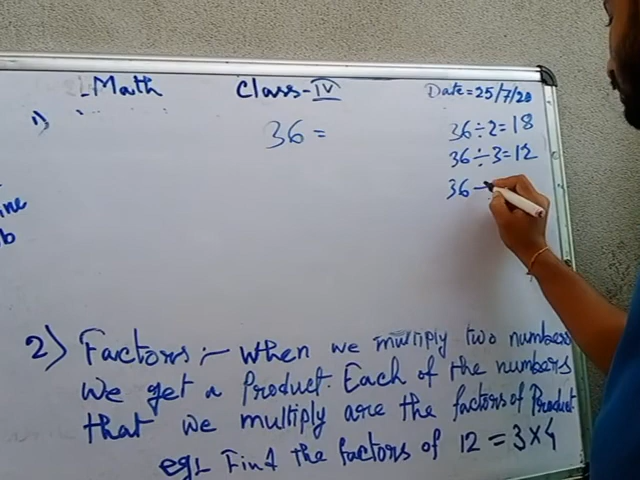 Math Class-IV Date=25/7/20
1) 36 = 36÷2=18
36÷3=12
36-
ine
b
2) Factors:- When we multiply two numbers
We get a Product. Each of the numbers
that we multiply are the factors of Product.
eg:- Find the factors of 12 = 3×4